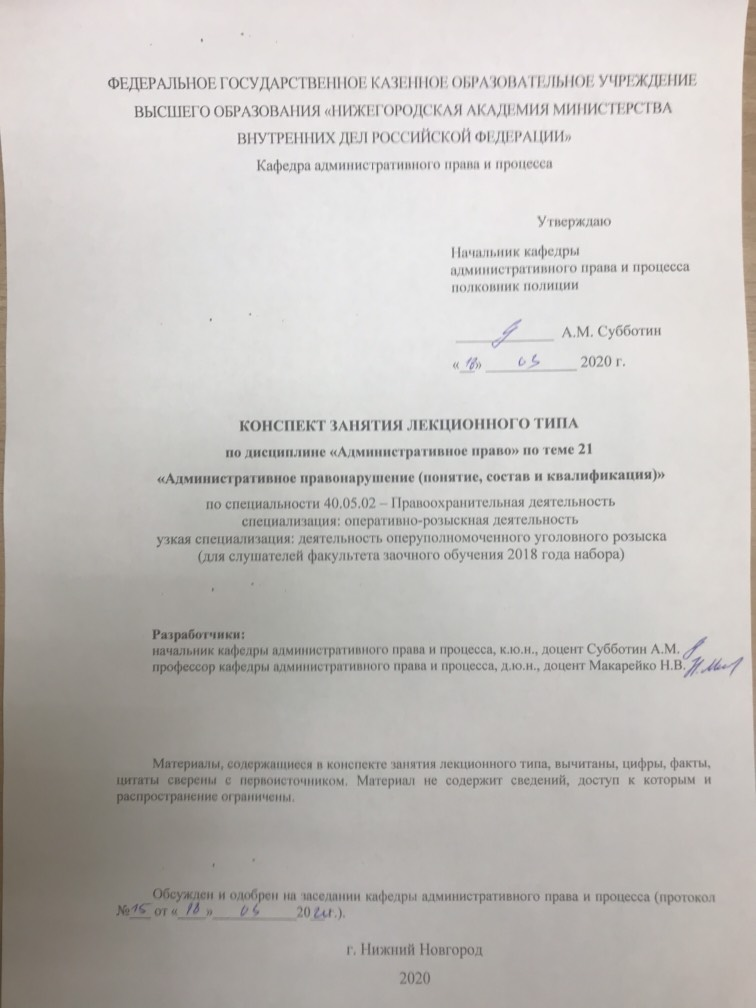 ФЕДЕРАЛЬНОЕ ГОСУДАРСТВЕННОЕ КАЗЕННОЕ ОБРАЗОВАТЕЛЬНОЕ УЧРЕЖДЕНИЕ
ВЫСШЕГО ОБРАЗОВАНИЯ «НИЖЕГОРОДСКАЯ АКАДЕМИЯ МИНИСТЕРСТВА
ВНУТРЕННИХ ДЕЛ РОССИЙСКОЙ ФЕДЕРАЦИИ»
Кафедра административного права и процесса
Утверждаю
Начальник кафедры
административного права и процесса
полковник полиции
А.М. Субботин
«18» 03 2020 г.
КОНСПЕКТ ЗАНЯТИЯ ЛЕКЦИОННОГО ТИПА
по дисциплине «Административное право» по теме 21
«Административное правонарушение (понятие, состав и квалификация)»
по специальности 40.05.02 – Правоохранительная деятельность
специализация: оперативно-розыскная деятельность
узкая специализация: деятельность оперуполномоченного уголовного розыска
(для слушателей факультета заочного обучения 2018 года набора)
Разработчики:
начальник кафедры административного права и процесса, к.ю.н., доцент Субботин А.М.
профессор кафедры административного права и процесса, д.ю.н., доцент Макарейко Н.В.
Материалы, содержащиеся в конспекте занятия лекционного типа, вычитаны, цифры, факты,
цитаты сверены с первоисточником. Материал не содержит сведений, доступ к которым и
распространение ограничены.
Обсужден и одобрен на заседании кафедры административного права и процесса (протокол
№15 от «18» 03 20 г.).
г. Нижний Новгород
2020